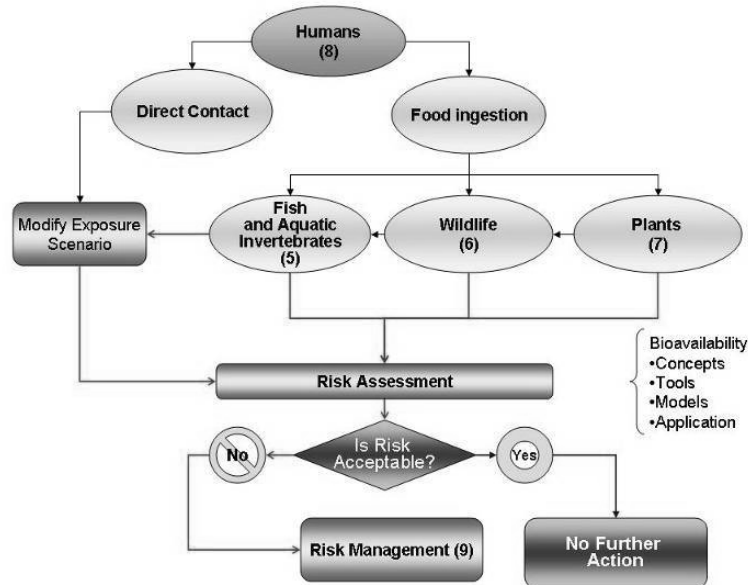 Humans
(8)
Direct Contact
Food ingestion
Modify Exposure
Scenario
Fish
and Aquatic
Invertebrates
(5)
Wildlife
(6)
Plants
(7)
Risk Assessment
Bioavailability
•Concepts
•Tools
•Models
•Application
No
Is Risk
Acceptable?
Yes
Risk Management (9)
No Further
Action